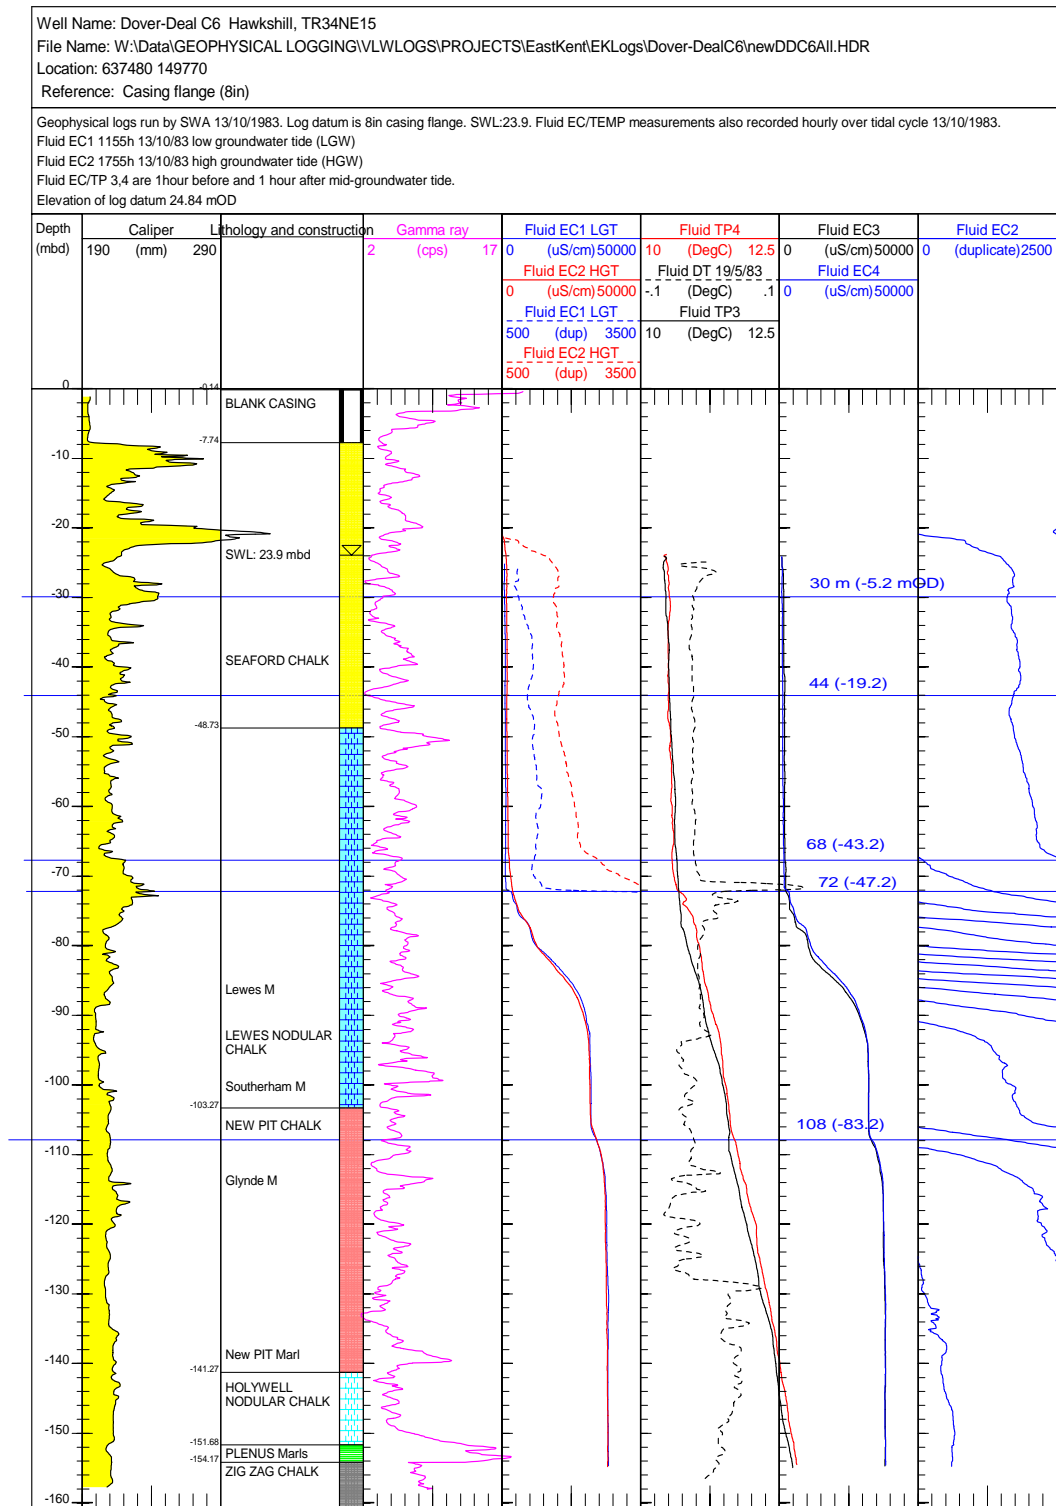 Well Name: Dover-Deal C6 Hawkshill, TR34NE15
File Name: W:\Data\GEOPHYSICAL LOGGING\VLWLOGS\PROJECTS\EastKent\EKLogs\Dover-DealC6\newDDC6All.HDR
Location: 637480 149770
Reference: Casing flange (8in)
Geophysical logs run by SWA 13/10/1983. Log datum is 8in casing flange. SWL:23.9. Fluid EC/TEMP measurements also recorded hourly over tidal cycle 13/10/1983.
Fluid EC1 1155h 13/10/83 low groundwater tide (LGW)
Fluid EC2 1755h 13/10/83 high groundwater tide (HGW)
Fluid EC/TP 3,4 are 1hour before and 1 hour after mid-groundwater tide.
Elevation of log datum 24.84 mOD
Depth Caliper Lithology and construction Gamma ray Fluid EC1 LGT Fluid TP4 Fluid EC3 Fluid EC2
(mbd) 190 (mm) 290 2 (cps) 17 0 (uS/cm) 50000 10 (DegC) 12.5 0 (uS/cm) 50000 0 (duplicate) 2500
Fluid EC2 HGT Fluid DT 19/5/83 Fluid EC4
0 (uS/cm) 50000 -.1 (DegC) .1 0 (uS/cm) 50000
Fluid EC1 LGT Fluid TP3
500 (dup) 3500 10 (DegC) 12.5
Fluid EC2 HGT
500 (dup) 3500
0 -0.14
BLANK CASING
-7.74
-10
-20
SWL: 23.9 mbd
30 m (-5.2 mOD)
-30
SEAFORD CHALK
-40
44 (-19.2)
-48.73
-50
-60
68 (-43.2)
-70
72 (-47.2)
-80
Lewes M
-90
LEWES NODULAR
CHALK
-100
Southerham M
-103.27
NEW PIT CHALK
108 (-83.2)
-110
Glynde M
-120
-130
New PIT Marl
-140
-141.27
HOLYWELL
NODULAR CHALK
-150
-151.68
PLENUS Marls
-154.17
ZIG ZAG CHALK
-160